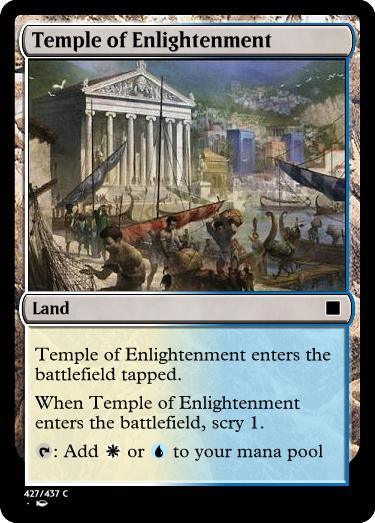 Temple of Enlightenment
Land
Temple of Enlightenment enters the
battlefield tapped.
When Temple of Enlightenment
enters the battlefield, scry 1.
: Add or to your mana pool
427/437 C